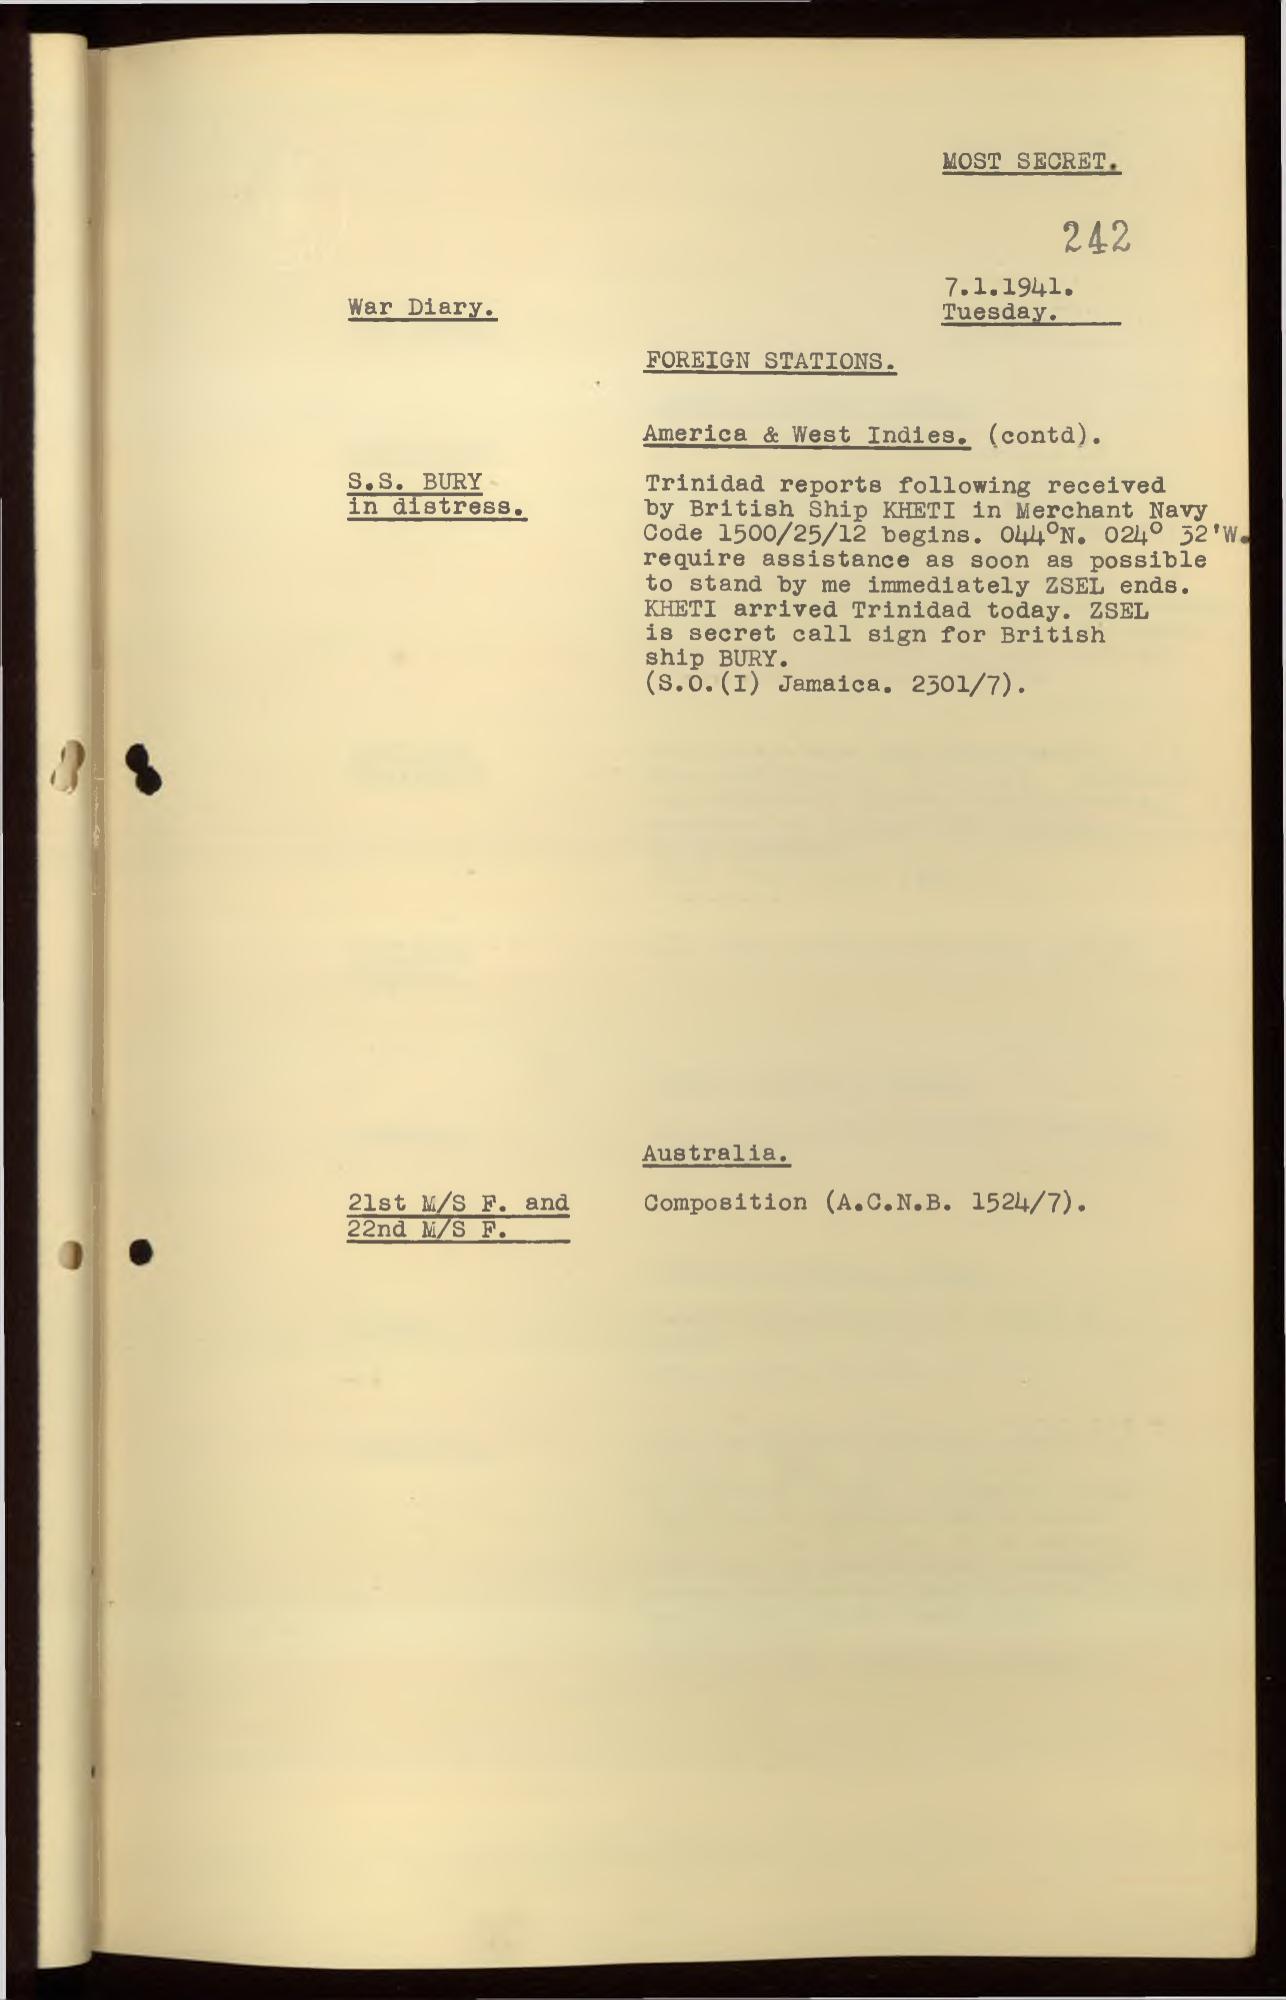 MOST SECRET.
242
7.1.1941.
War Diary.
Tuesday.
FOREIGN STATIONS.
America & West Indies. (contd).
S.S. BURY
in distress.
Trinidad reports following received
by British Ship KHETI in Merchant Navy
Code 1500/25/12 begins. 044°N. 024° 32'W.
require assistance as soon as possible
to stand by me immediately ZSEL ends.
KHETI arrived Trinidad today. ZSEL
is secret call sign for British
ship BURY.
(S.O.(I) Jamaica. 2301/7).
Australia.
21st M/S F. and
22nd M/S F.
Composition (A.C.N.B. 1524/7).